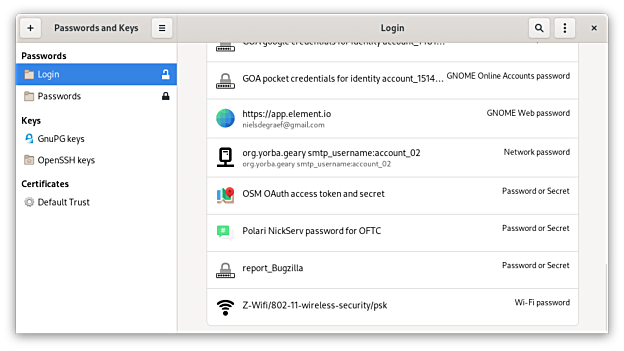 Passwords and Keys
Login
Passwords
Login
Passwords
Keys
GnuPG keys
OpenSSH keys
Certificates
Default Trust
GOA google credentials for identity
GOA pocket credentials for identity account_1514...
GNOME Online Accounts password
https://app.element.io
GNOME Web password
nielsdegraef@gmail.com
org.yorba.geary smtp_username:account_02
Network password
org.yorba.geary smtp_username:account_02
OSM OAuth access token and secret
Password or Secret
Polari NickServ password for OFTC
Password or Secret
report_Bugzilla
Password or Secret
Z-Wifi/802-11-wireless-security/psk
Wi-Fi password